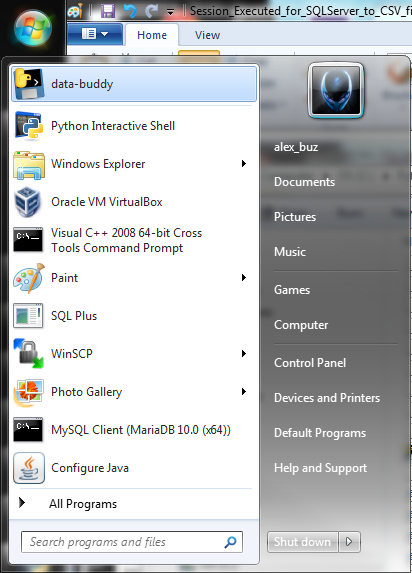 Session_Executed_for_SQLServer_to_CSV_fi
Home View
data-buddy
Python Interactive Shell
Windows Explorer
Oracle VM VirtualBox
Visual C++ 2008 64-bit Cross
Tools Command Prompt
Paint
SQL Plus
WinSCP
Photo Gallery
MySQL Client (MariaDB 10.0 (x64))
Configure Java
All Programs
Search programs and files
alex_buz
Documents
Pictures
Music
Games
Computer
Control Panel
Devices and Printers
Default Programs
Help and Support
Shut down